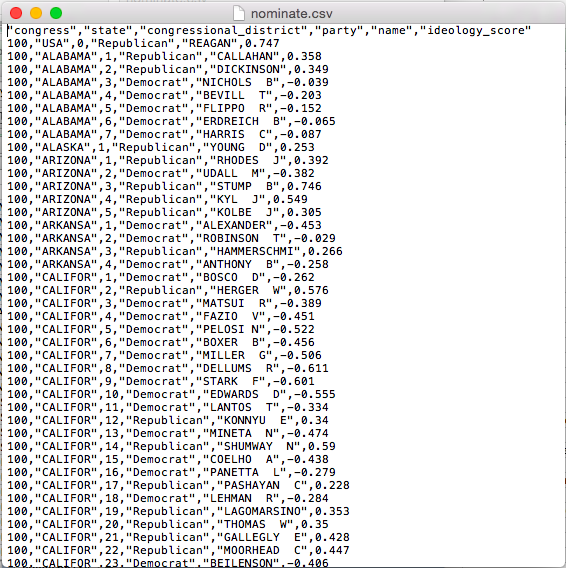 nominate.csv
"congress","state","congressional_district","party","name","ideology_score"
100,"USA",0,"Republican","REAGAN",0.747
100,"ALABAMA",1,"Republican","CALLAHAN",0.358
100,"ALABAMA",2,"Republican","DICKINSON",0.349
100,"ALABAMA",3,"Democrat","NICHOLS  B",-0.039
100,"ALABAMA",4,"Democrat","BEVILL  T",-0.203
100,"ALABAMA",5,"Democrat","FLIPPO  R",-0.152
100,"ALABAMA",6,"Democrat","ERDREICH  B",-0.065
100,"ALABAMA",7,"Democrat","HARRIS  C",-0.087
100,"ALASKA",1,"Republican","YOUNG  D",0.253
100,"ARIZONA",1,"Republican","RHODES  J",0.392
100,"ARIZONA",2,"Democrat","UDALL  M",-0.382
100,"ARIZONA",3,"Republican","STUMP  B",0.746
100,"ARIZONA",4,"Republican","KYL  J",0.549
100,"ARIZONA",5,"Republican","KOLBE  J",0.305
100,"ARKANSA",1,"Democrat","ALEXANDER",-0.453
100,"ARKANSA",2,"Democrat","ROBINSON  T",-0.029
100,"ARKANSA",3,"Republican","HAMMERSCHMI",0.266
100,"ARKANSA",4,"Democrat","ANTHONY  B",-0.258
100,"CALIFOR",1,"Democrat","BOSCO  D",-0.262
100,"CALIFOR",2,"Republican","HERGER  W",0.576
100,"CALIFOR",3,"Democrat","MATSUI  R",-0.389
100,"CALIFOR",4,"Democrat","FAZIO  V",-0.451
100,"CALIFOR",5,"Democrat","PELOSI N",-0.522
100,"CALIFOR",6,"Democrat","BOXER  B",-0.456
100,"CALIFOR",7,"Democrat","MILLER  G",-0.506
100,"CALIFOR",8,"Democrat","DELLUMS  R",-0.611
100,"CALIFOR",9,"Democrat","STARK  F",-0.601
100,"CALIFOR",10,"Democrat","EDWARDS  D",-0.555
100,"CALIFOR",11,"Democrat","LANTOS  T",-0.334
100,"CALIFOR",12,"Republican","KONNYU  E",0.34
100,"CALIFOR",13,"Democrat","MINETA  N",-0.474
100,"CALIFOR",14,"Republican","SHUMWAY  N",0.59
100,"CALIFOR",15,"Democrat","COELHO  A",-0.438
100,"CALIFOR",16,"Democrat","PANETTA  L",-0.279
100,"CALIFOR",17,"Republican","PASHAYAN  C",0.228
100,"CALIFOR",18,"Democrat","LEHMAN  R",-0.284
100,"CALIFOR",19,"Republican","LAGOMARSINO",0.353
100,"CALIFOR",20,"Republican","THOMAS  W",0.35
100,"CALIFOR",21,"Republican","GALLEGLY  E",0.428
100,"CALIFOR",22,"Republican","MOORHEAD  C",0.447
100,"CALIFOR",23,"Democrat","BEILENSON",-0.406